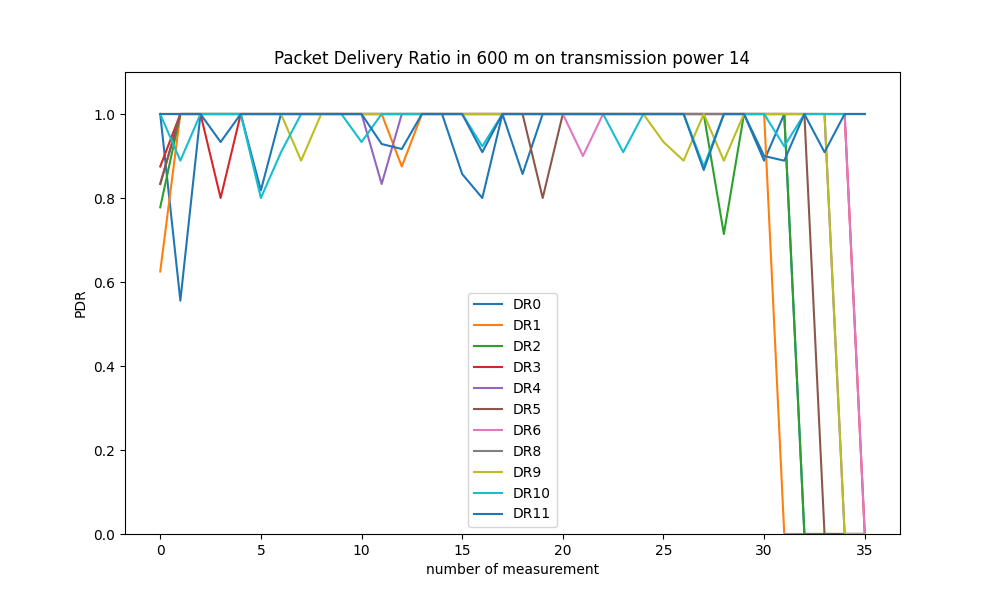 Packet Delivery Ratio in 600 m on transmission power 14
1.0
0.8
0.6
0.4
0.2
0.0
PDR
DR0
DR1
DR2
DR3
DR4
DR5
DR6
DR8
DR9
DR10
DR11
0 5 10 15 20 25 30 35
number of measurement